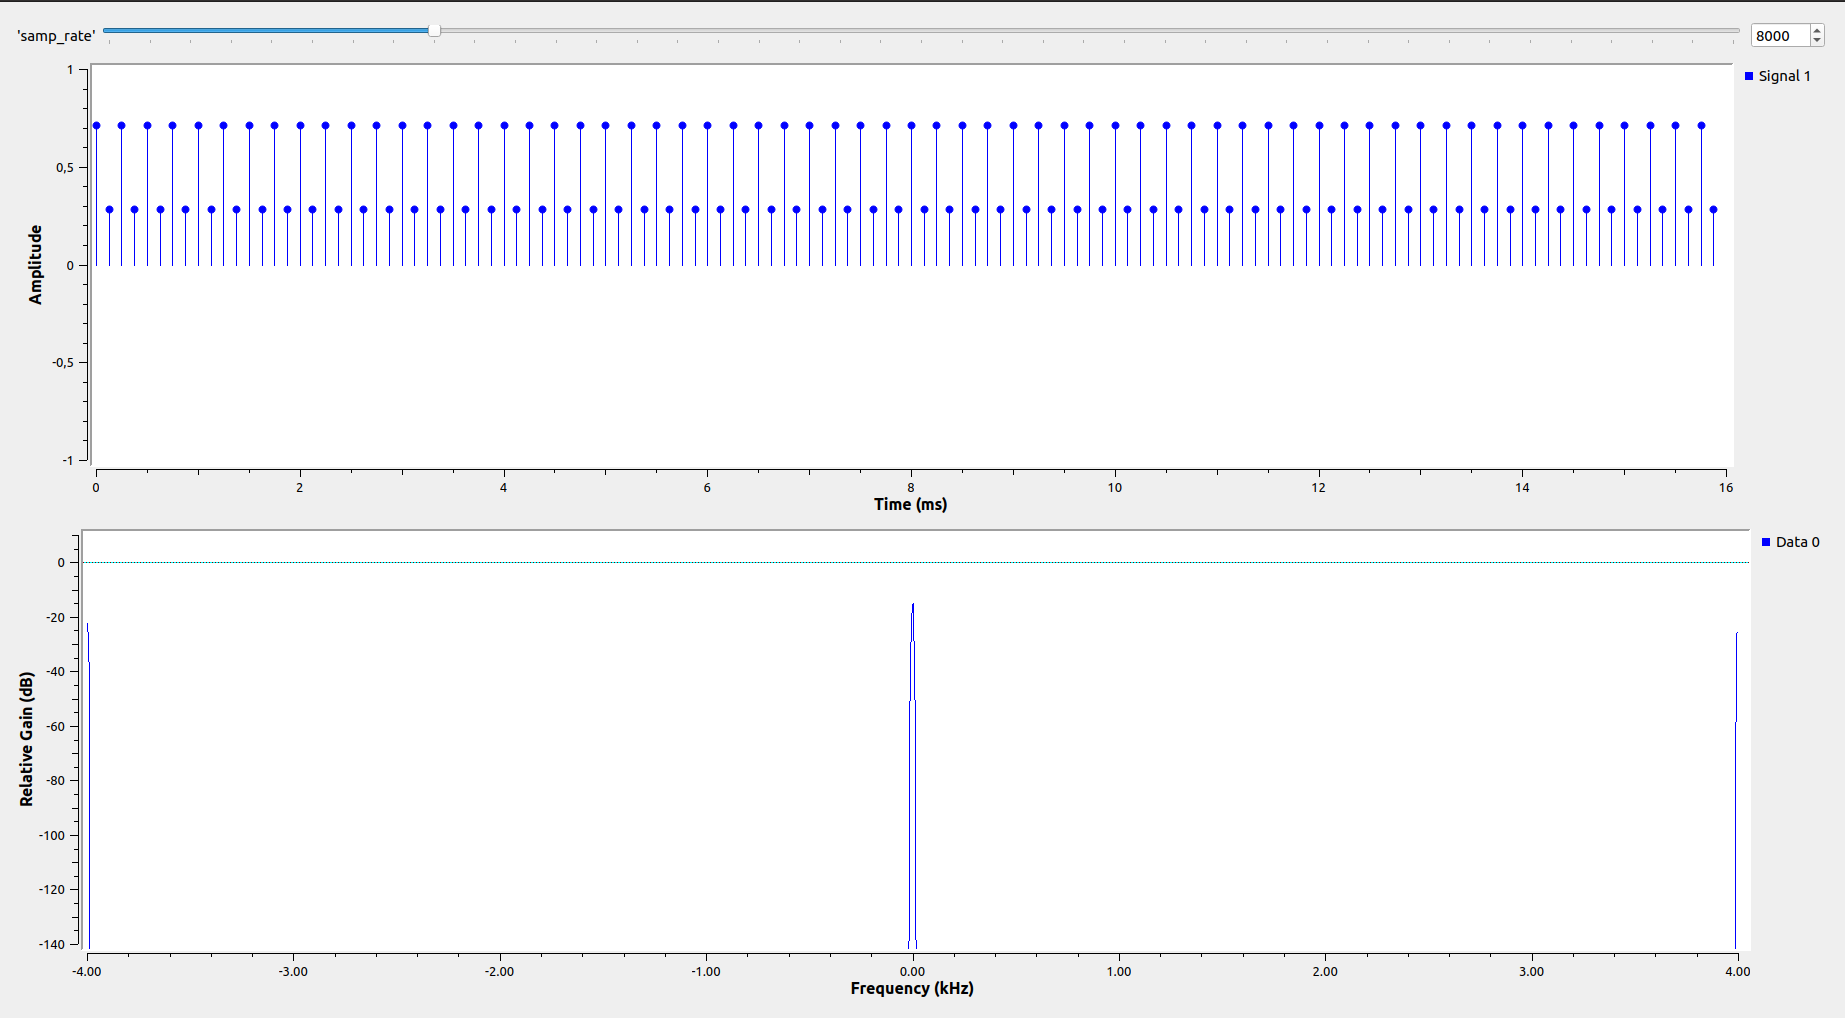 'samp_rate'
8000
Signal 1
1
0,5
0
-0,5
-1
Amplitude
0 2 4 6 8 10 12 14 16
Time (ms)
Data 0
0
-20
-40
-60
-80
-100
-120
-140
Relative Gain (dB)
-4.00 -3.00 -2.00 -1.00 0.00 1.00 2.00 3.00 4.00
Frequency (kHz)